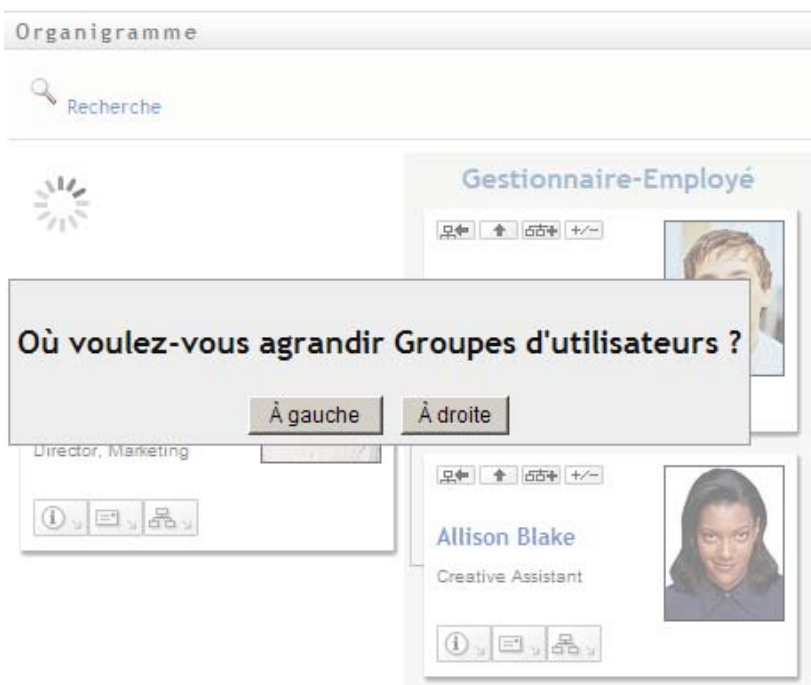 Organigramme
Recherche
Gestionnaire-Employé
+/-
Où voulez-vous agrandir Groupes d'utilisateurs ?
À gauche À droite
Director, Marketing
+/-
Allison Blake
Creative Assistant